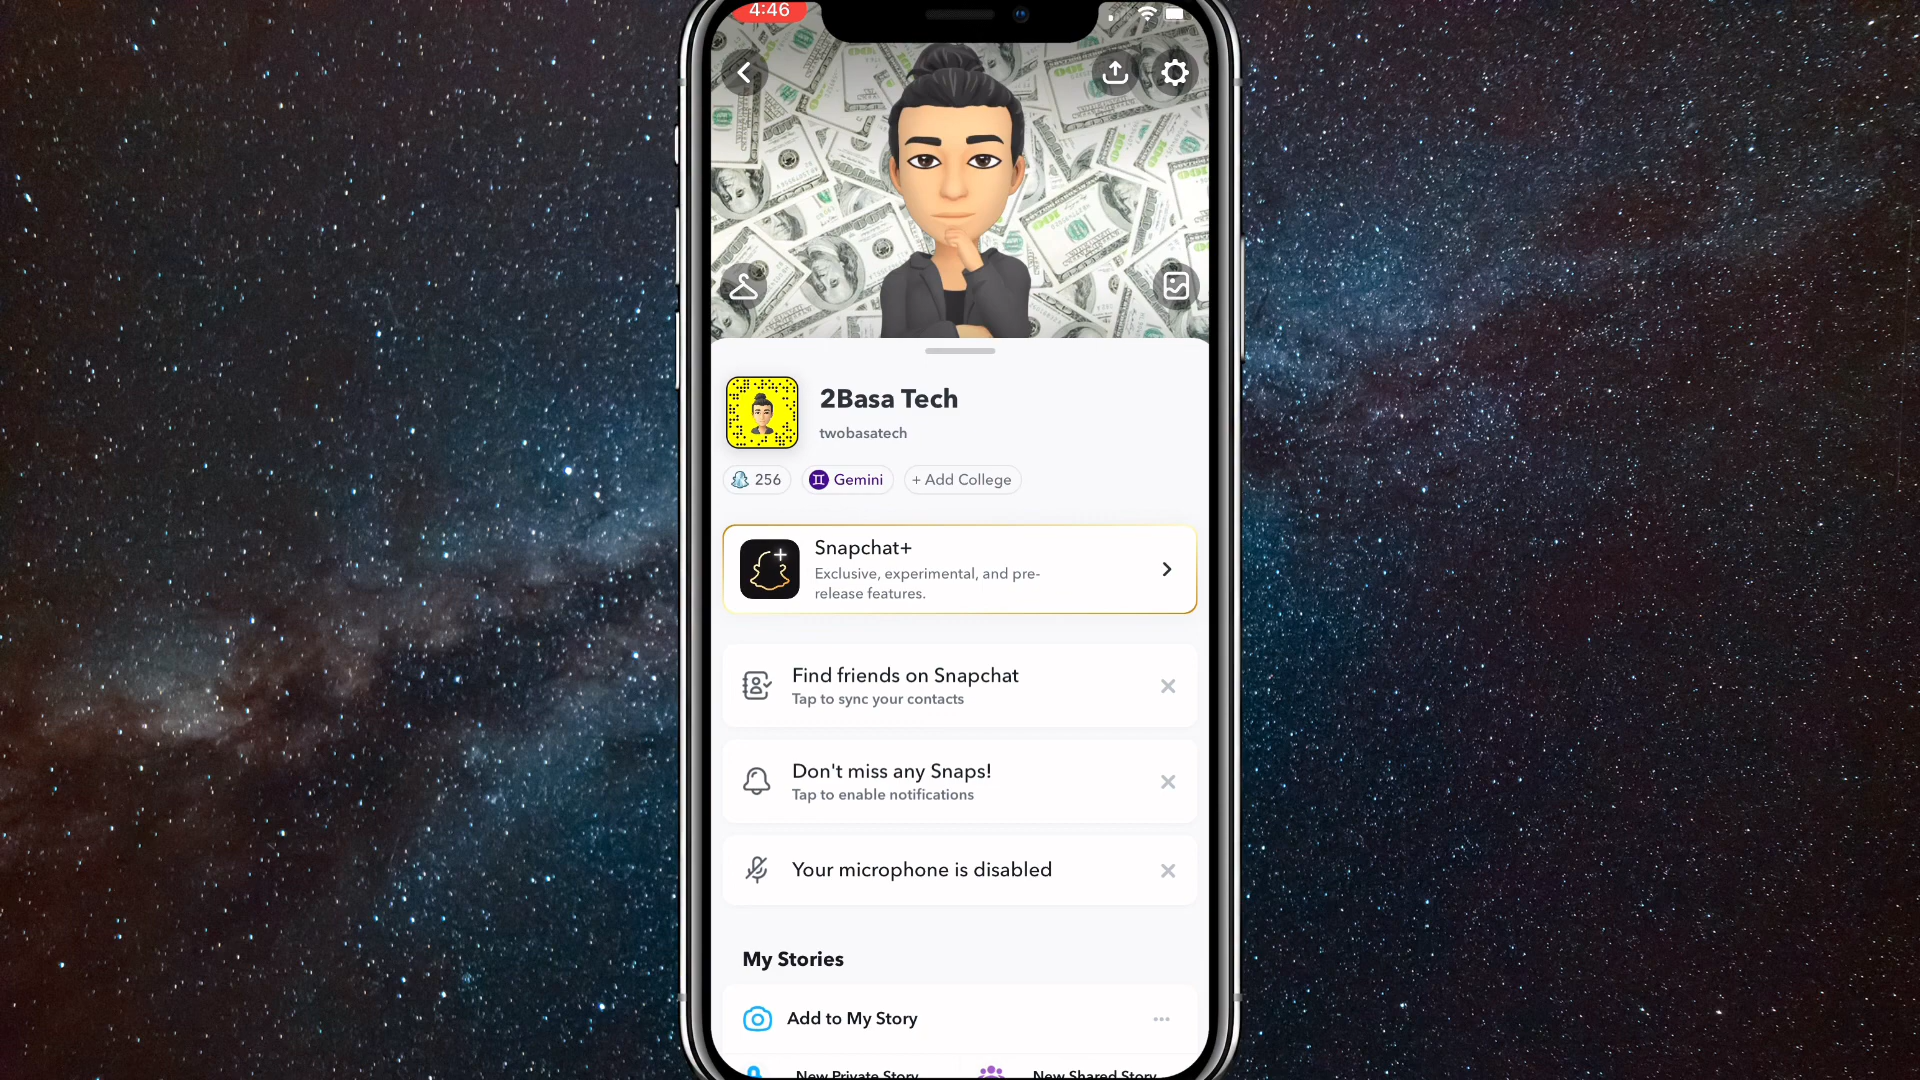 4:46
2Basa Tech
twobasatech
256
Gemini
+ Add College
Snapchat+
Exclusive, experimental, and pre-
release features.
Find friends on Snapchat
Tap to sync your contacts
Don't miss any Snaps!
Tap to enable notifications
Your microphone is disabled
My Stories
Add to My Story
New Private Story
New Shared Story